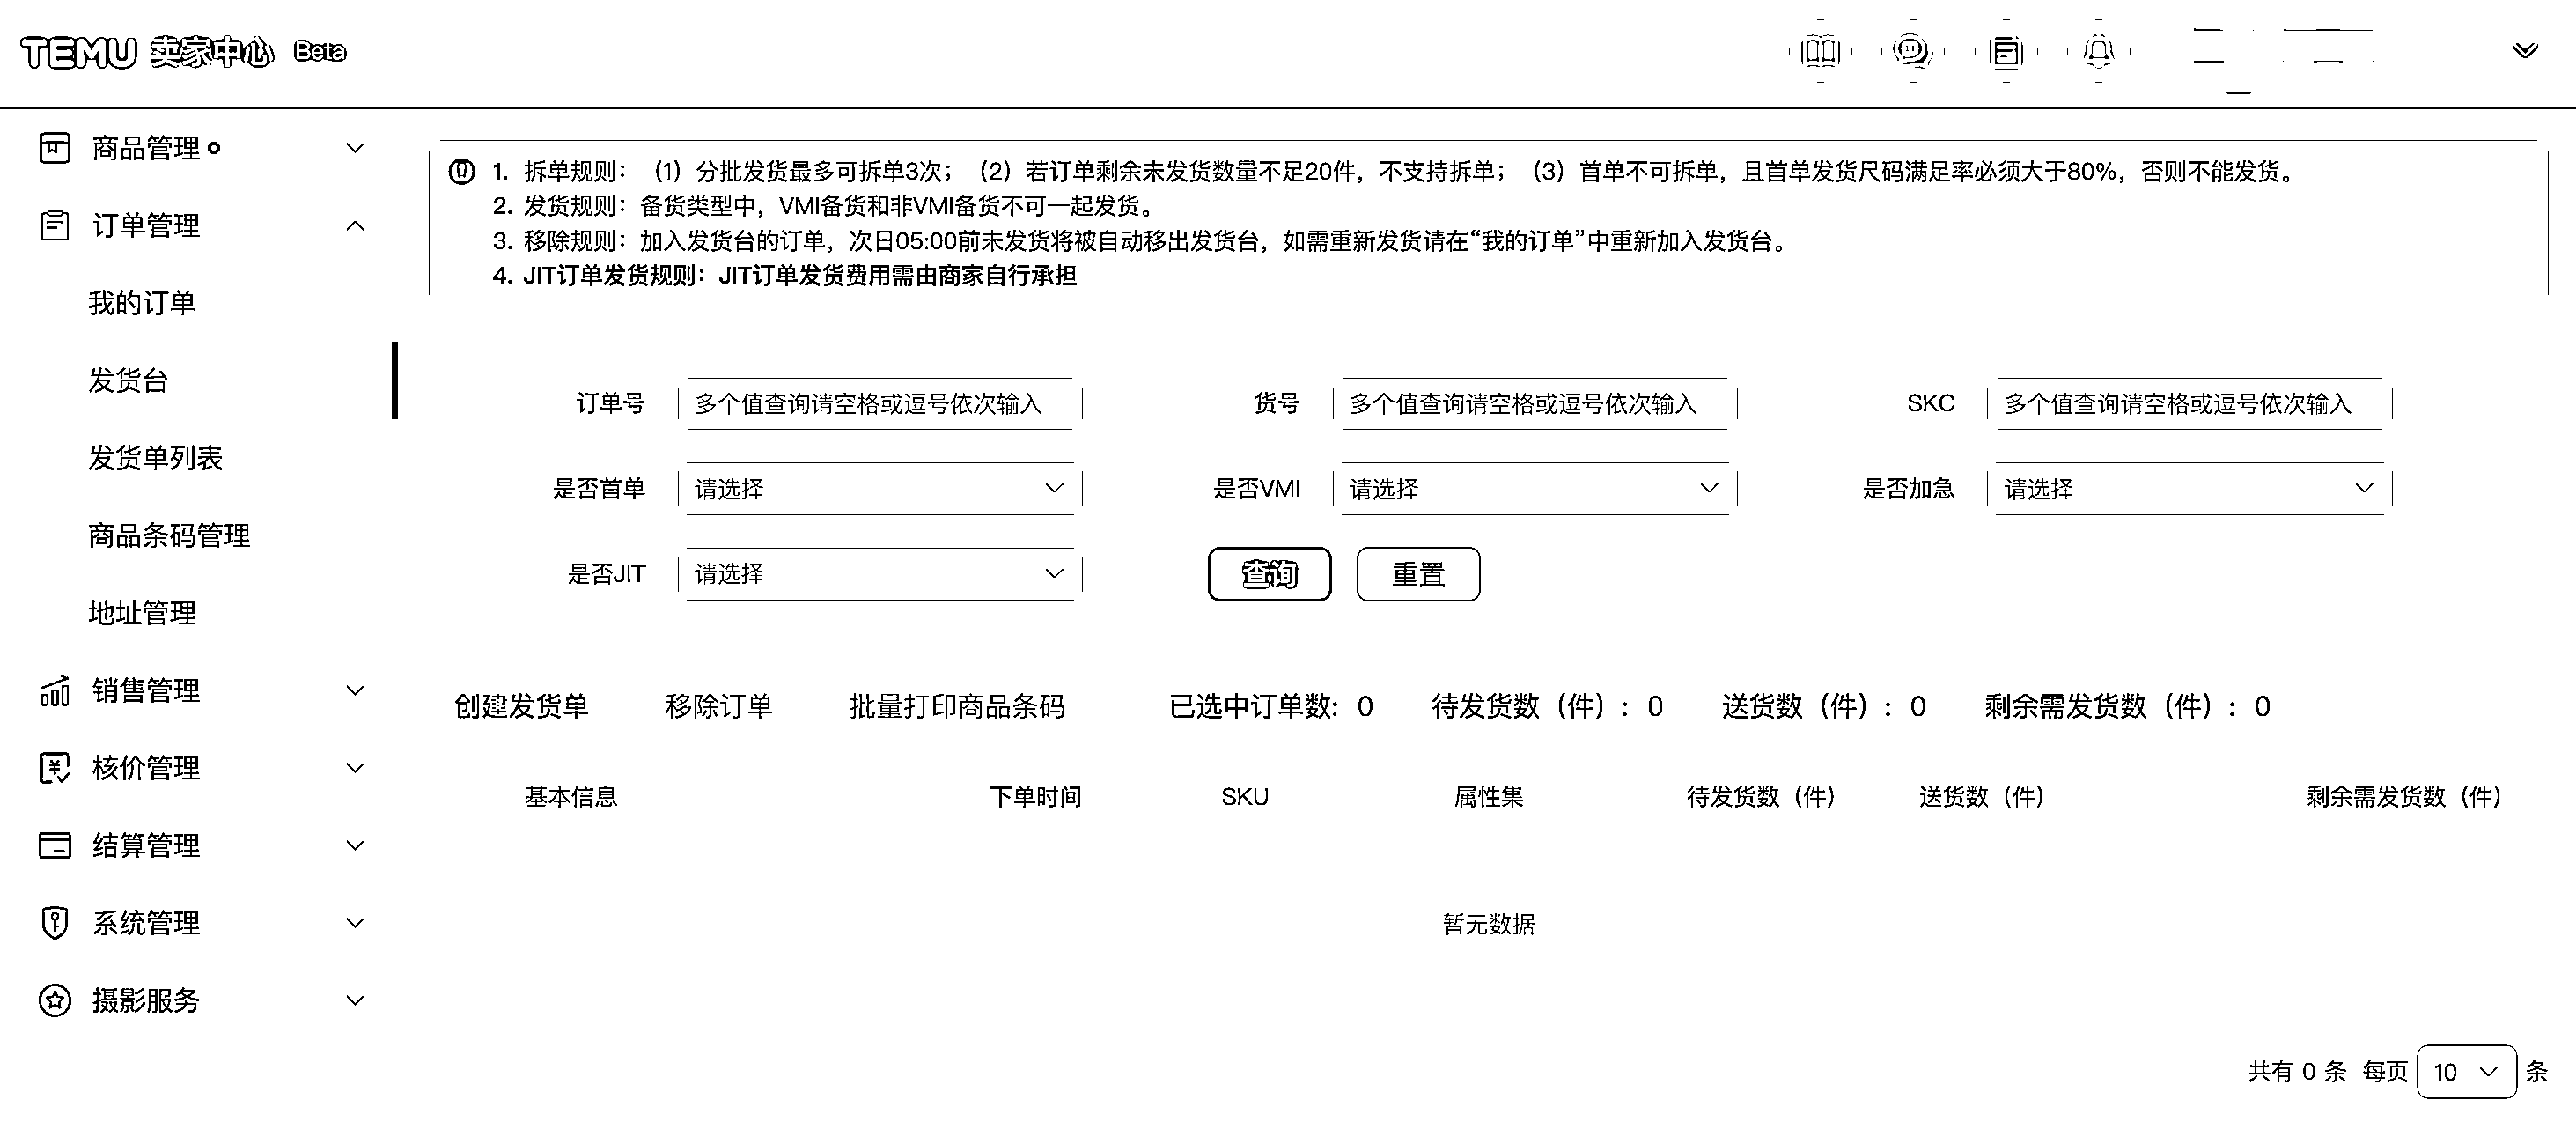 TEMU 卖家中心 Beta
商品管理
订单管理
我的订单
发货台
发货单列表
商品条码管理
地址管理
销售管理
核价管理
结算管理
系统管理
摄影服务
1. 拆单规则：（1）分批发货最多可拆单3次；（2）若订单剩余未发货数量不足20件，不支持拆单；（3）首单不可拆单，且首单发货尺码满足率必须大于80%，否则不能发货。
2. 发货规则：备货类型中，VMI备货和非VMI备货不可一起发货。
3. 移除规则：加入发货台的订单，次日05:00前未发货将被自动移出发货台，如需重新发货请在“我的订单”中重新加入发货台。
4. JIT订单发货规则：JIT订单发货费用需由商家自行承担
订单号 多个值查询请空格或逗号依次输入 货号 多个值查询请空格或逗号依次输入 SKC 多个值查询请空格或逗号依次输入
是否首单 请选择 是否VMI 请选择 是否加急 请选择
是否JIT 请选择 查询 重置
创建发货单 移除订单 批量打印商品条码 已选中订单数: 0 待发货数（件）: 0 送货数（件）: 0 剩余需发货数（件）: 0
基本信息 下单时间 SKU 属性集 待发货数（件） 送货数（件） 剩余需发货数（件）
暂无数据
共有 0 条 每页 10 条